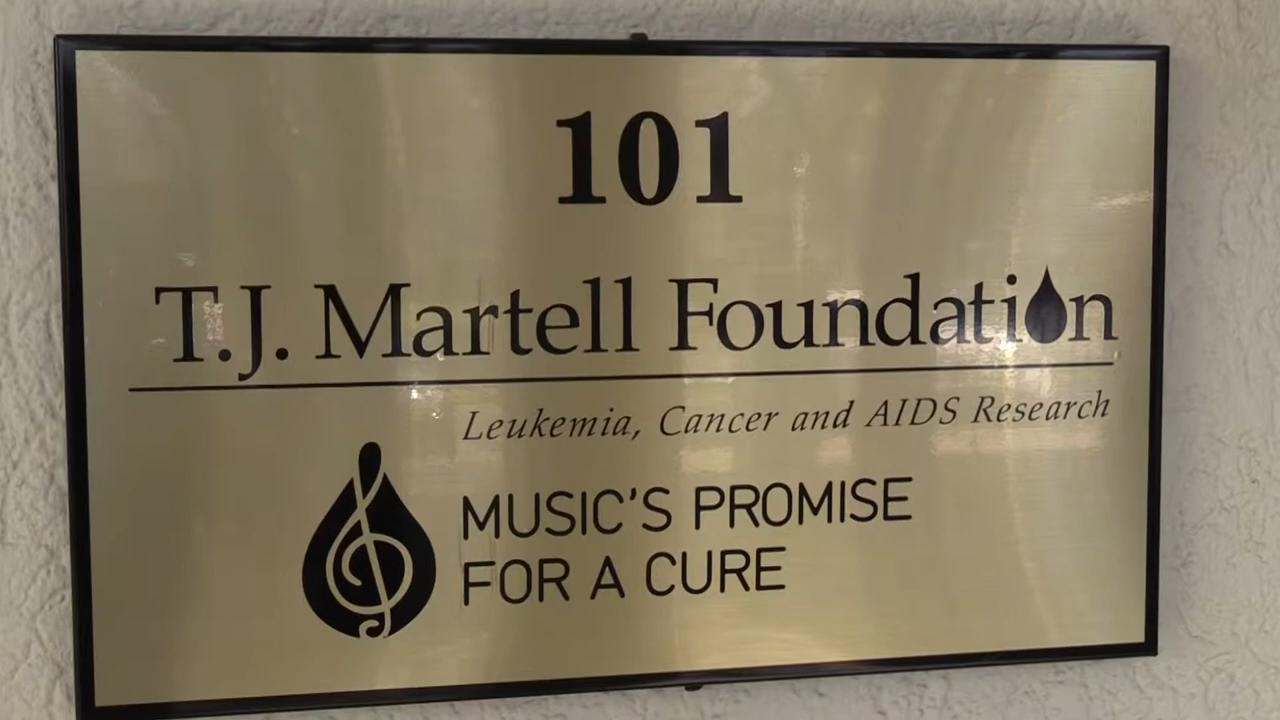 101
T.J. Martell Foundation
Leukemia, Cancer and AIDS Research
MUSIC'S PROMISE
FOR A CURE